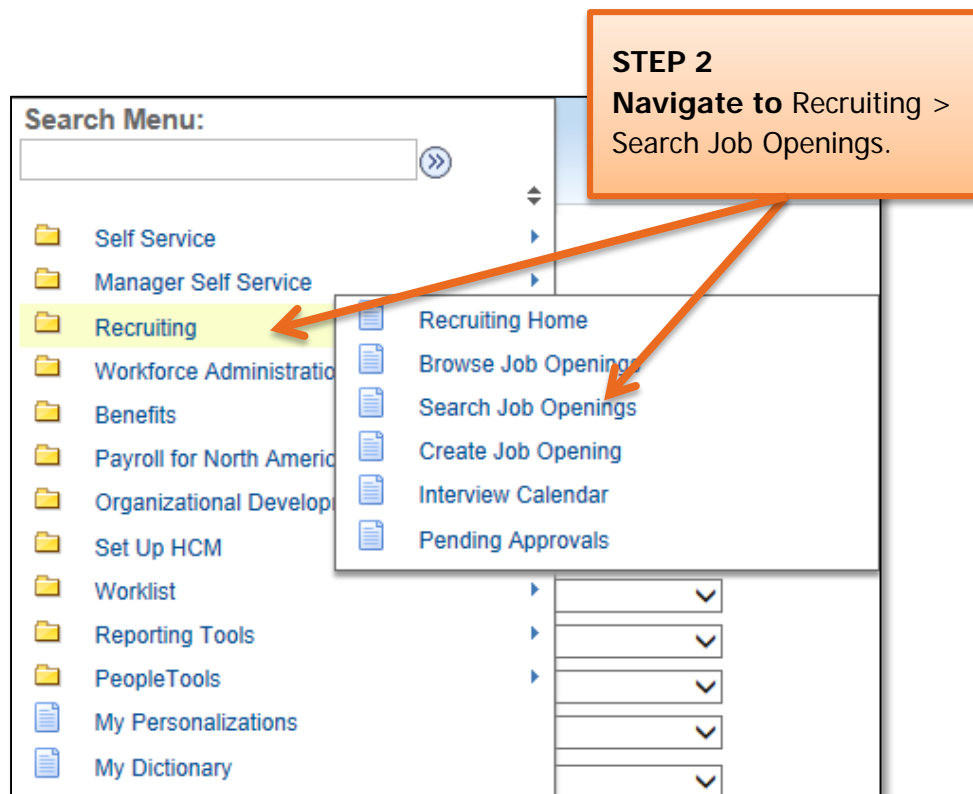 STEP 2
Navigate to Recruiting >
Search Job Openings.
Search Menu:
Self Service
Manager Self Service
Recruiting
Workforce Administratio
Benefits
Payroll for North Americ
Organizational Develop
Set Up HCM
Worklist
Reporting Tools
PeopleTools
My Personalizations
My Dictionary
Recruiting Home
Browse Job Openings
Search Job Openings
Create Job Opening
Interview Calendar
Pending Approvals